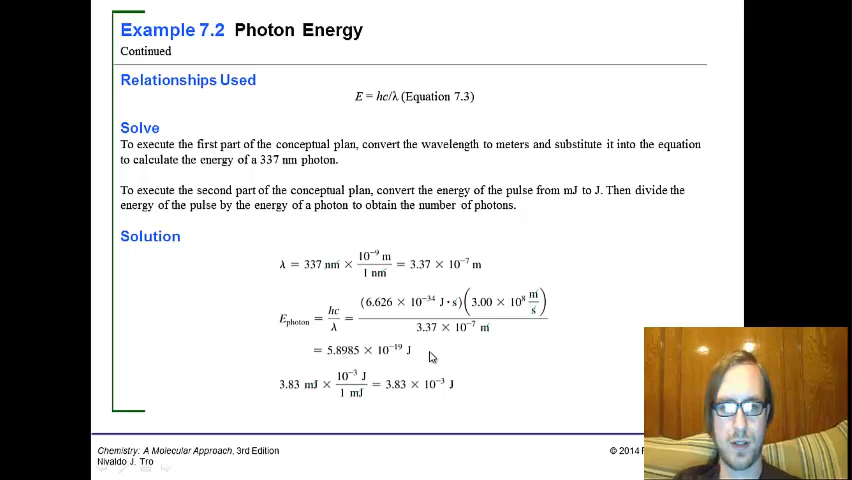 Example 7.2 Photon Energy
Continued
Relationships Used
E = hc/λ (Equation 7.3)
Solve
To execute the first part of the conceptual plan, convert the wavelength to meters and substitute it into the equation
to calculate the energy of a 337 nm photon.
To execute the second part of the conceptual plan, convert the energy of the pulse from mJ to J. Then divide the
energy of the pulse by the energy of a photon to obtain the number of photons.
Solution
λ = 337 nm × 10⁻⁹ m / 1 nm = 3.37 × 10⁻⁷ m
E photon = hc / λ = (6.626 × 10⁻³⁴ J · s)(3.00 × 10⁸ m / s) / 3.37 × 10⁻⁷ m
= 5.8985 × 10⁻¹⁹ J
3.83 mJ × 10⁻³ J / 1 mJ = 3.83 × 10⁻³ J
Chemistry: A Molecular Approach, 3rd Edition
Nivaldo J. Tro
© 2014